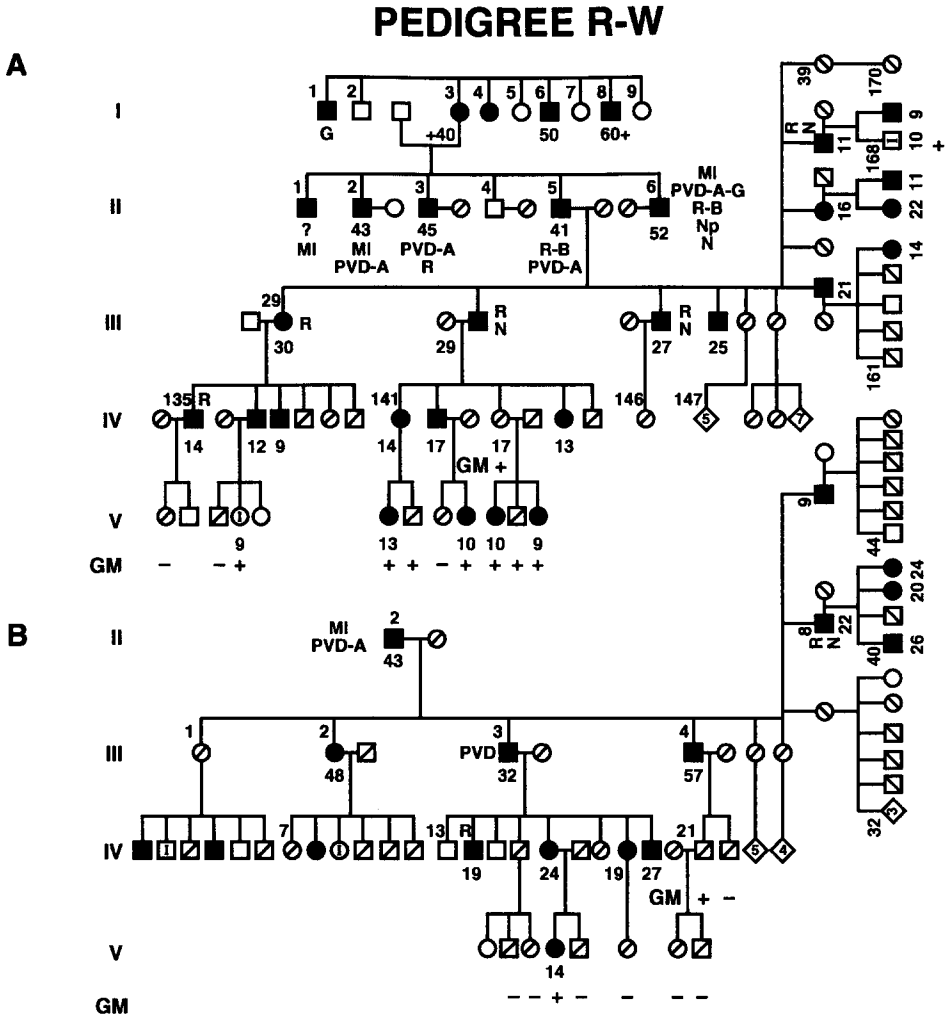 PEDIGREE R-W
A
39
170
1 2 3 4 5 6 7 8 9
I
G +40 50 60+
R N 11 168 9
I 10 +
1 2 3 4 5 6
MI
PVD-A-G
R-B
Np
N
II
? 43 45 41 52
MI MI PVD-A R-B
PVD-A R PVD-A
16 11
22
14
21
161
29
III R R N R N
30 29 27 25
135 R 141 146 147
IV 5 7
14 12 9 14 17 17 13
GM +
V I
9 13 10 10 9
GM - - + + + - + + + +
9
44
24
20
8 R N 22
40 26
B
2
II MI
PVD-A
43
1 2 3 4
III PVD
48 32 57
32 3
7 13 R 21
IV I I 5 4
19 24 19 27
GM + -
V
14
GM - - + - - - -